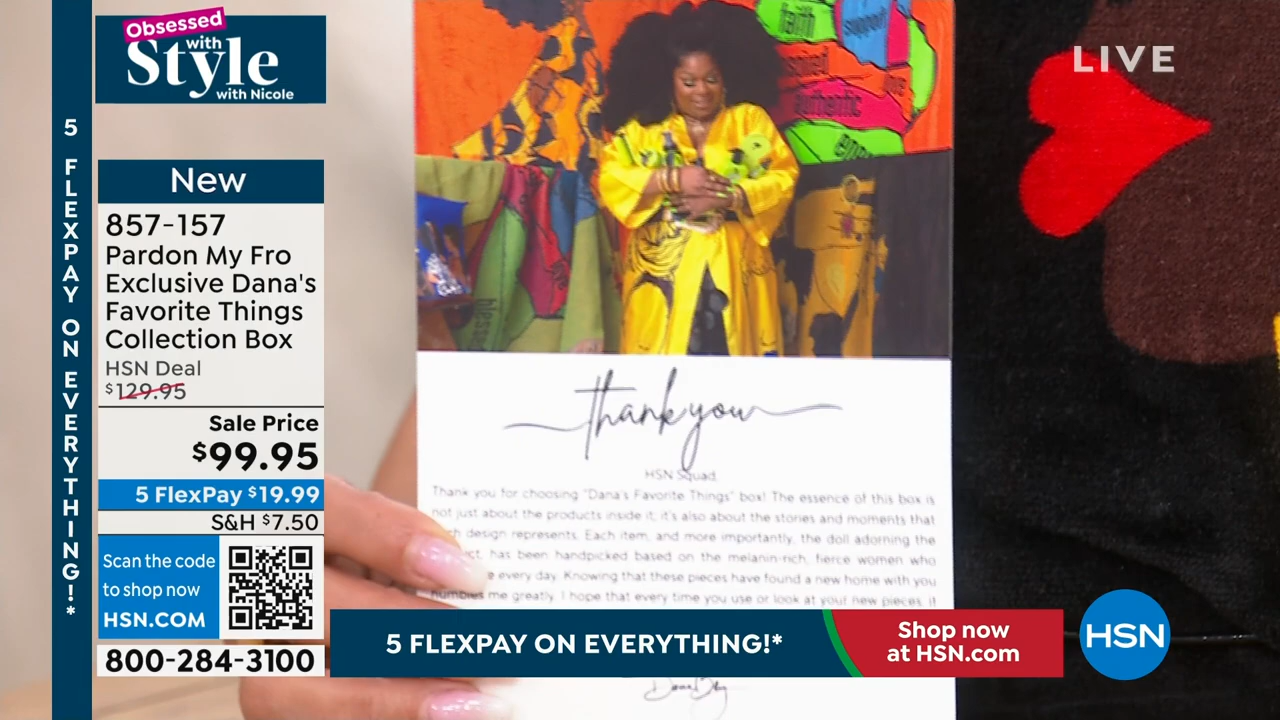 Obsessed
with
Style
with Nicole
LIVE
5 FLEXPAY ON EVERYTHING!*
New
857-157
Pardon My Fro
Exclusive Dana's
Favorite Things
Collection Box
HSN Deal
$129.95
Sale Price
$99.95
5 FlexPay $19.99
S&H $7.50
Scan the code
to shop now
HSN.COM
800-284-3100
faith
support
authentic
thank you
HSN Squad,
Thank you for choosing "Dana's Favorite Things" box! The essence of this box is
not just about the products inside it; it's also about the stories and moments that
design represents. Each item, and more importantly, the doll adorning the
has been handpicked based on the melanin-rich, fierce women who
every day. Knowing that these pieces have found a new home with you
humbles me greatly. I hope that every time you use or look at your new pieces, it
5 FLEXPAY ON EVERYTHING!*
Shop now
at HSN.com
HSN